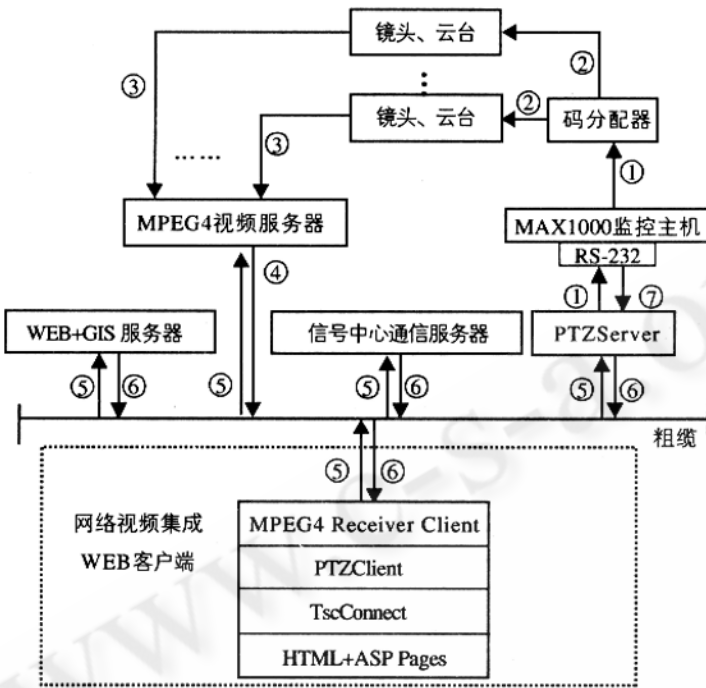 镜头、云台
②
③
⋮
镜头、云台
②
码分配器
③
……
①
MPEG4视频服务器
MAX1000监控主机
RS-232
④
①
⑦
WEB+GIS 服务器
信号中心通信服务器
PTZServer
⑤
⑥
⑤
⑤
⑥
⑤
⑥
粗缆
⑤
⑥
网络视频集成
WEB客户端
MPEG4 Receiver Client
PTZClient
TscConnect
HTML+ASP Pages
www.c-s-a.o